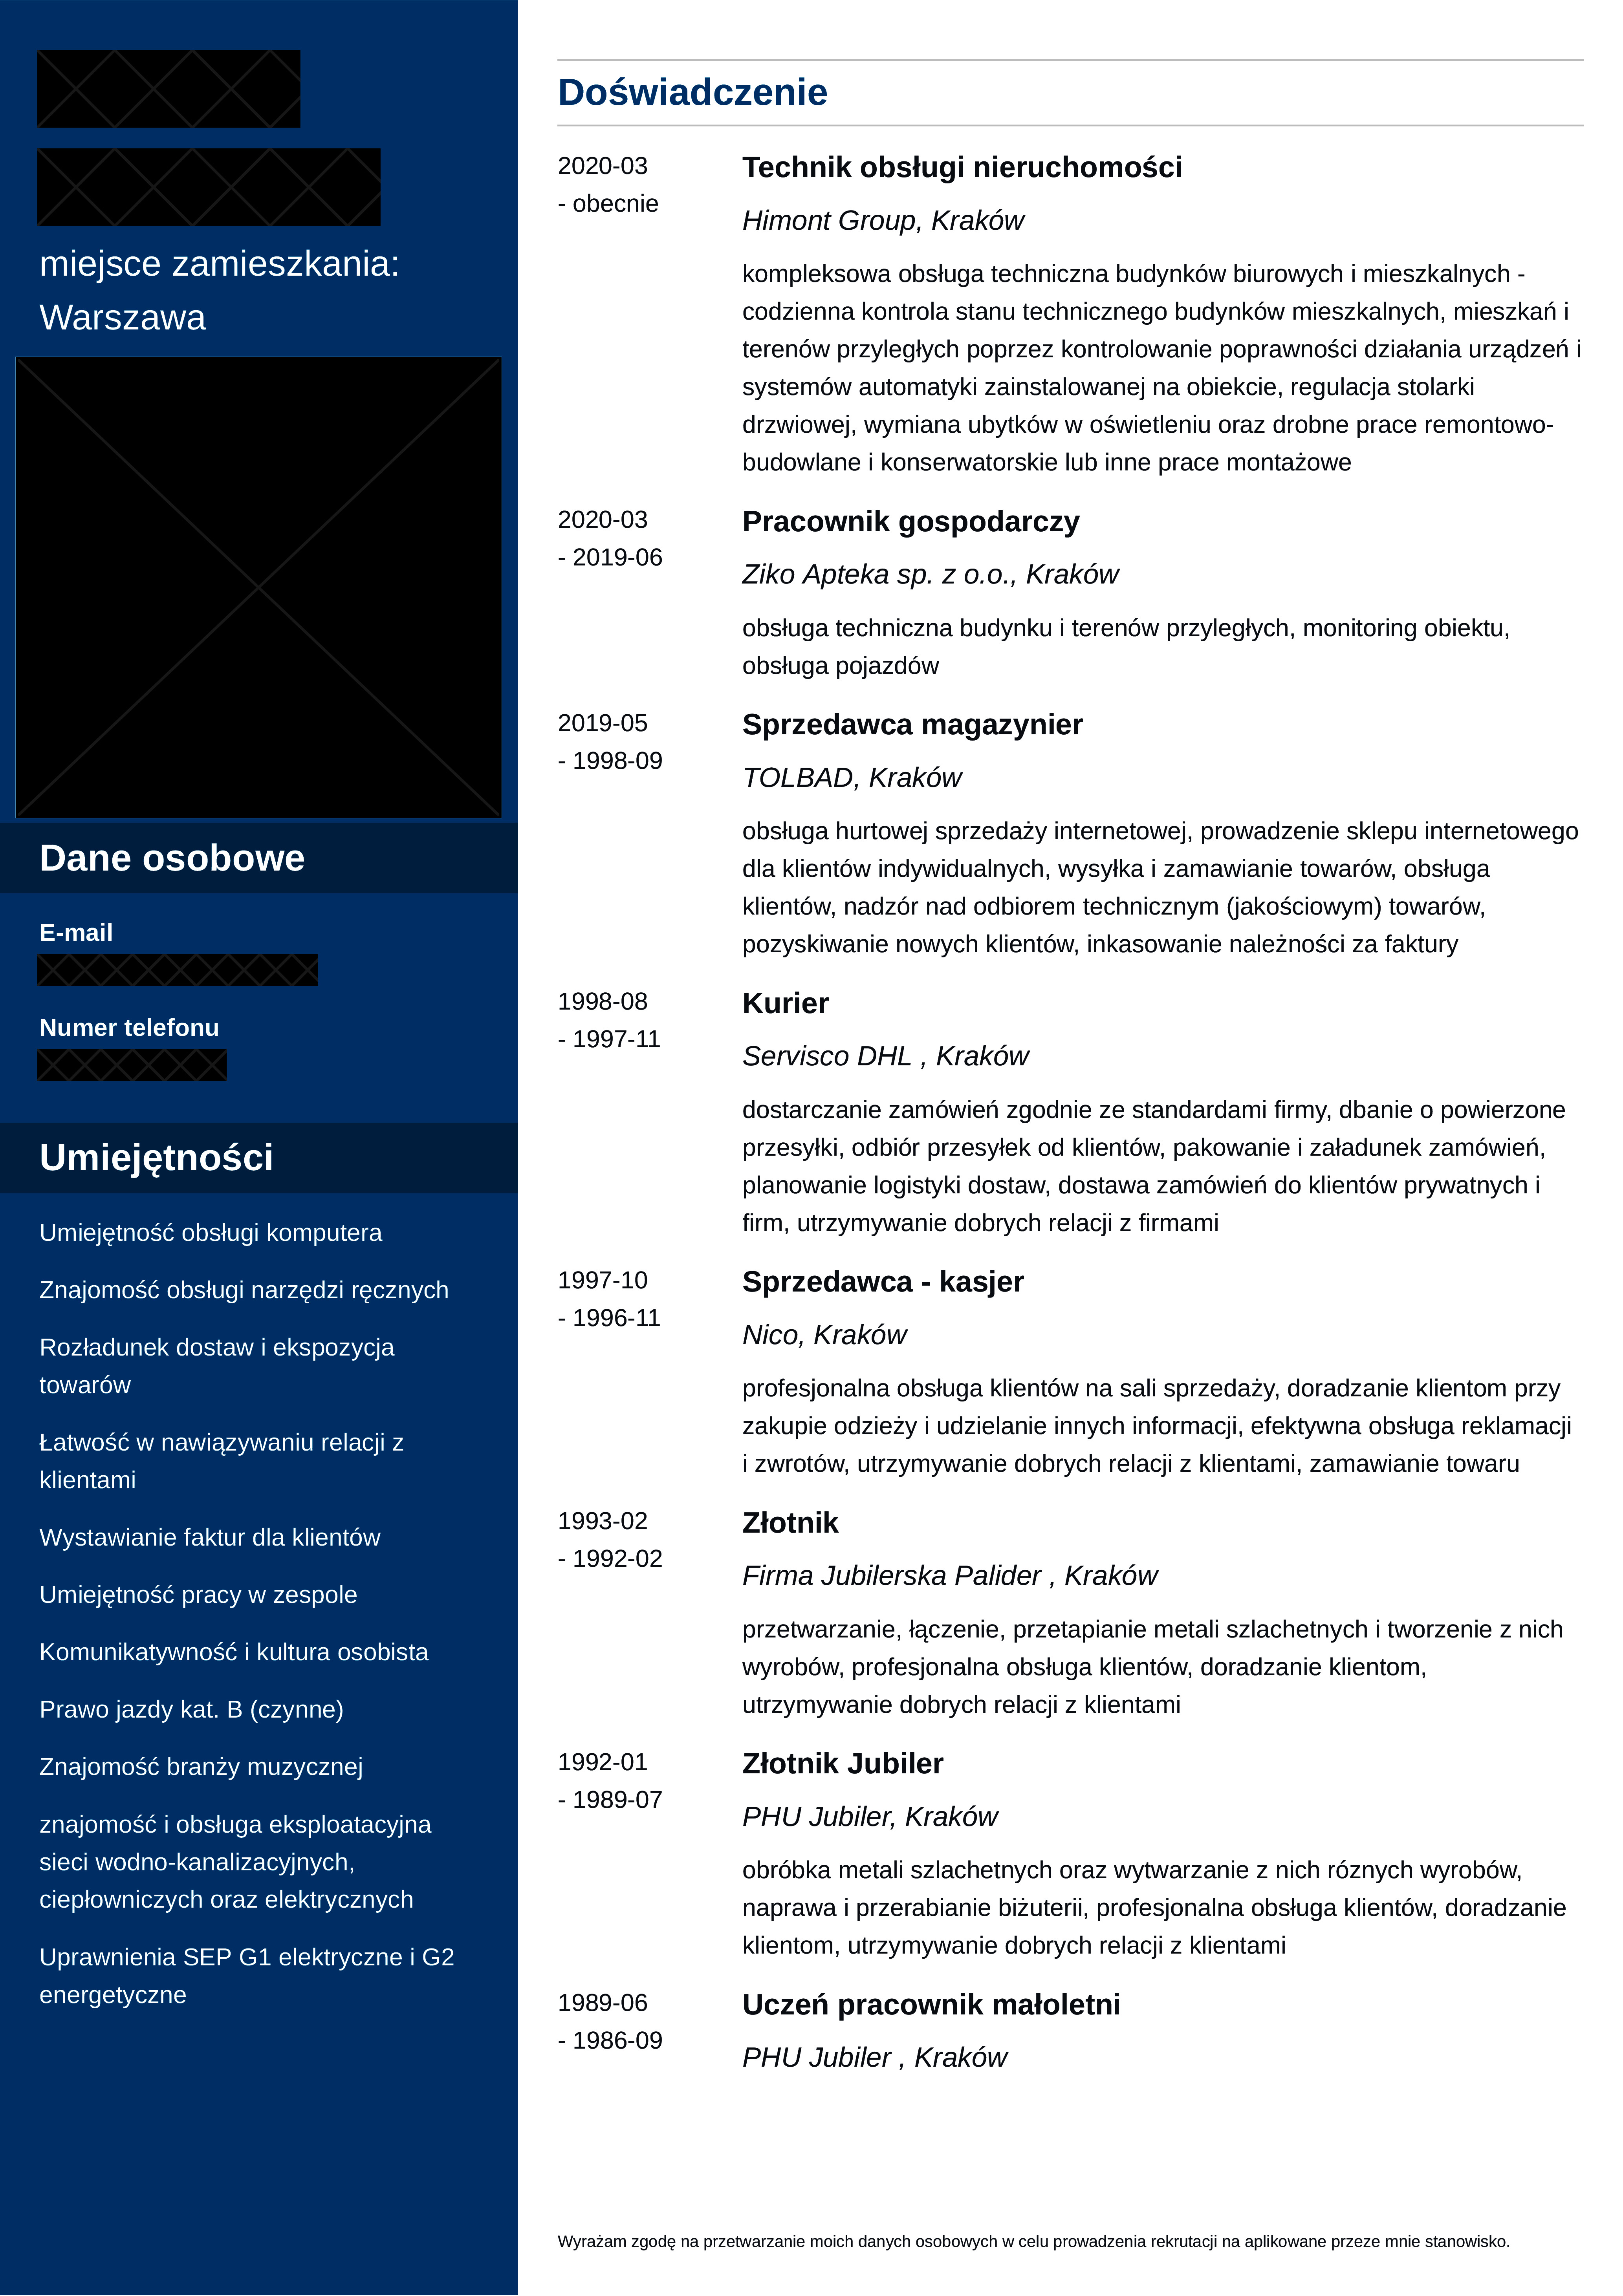 miejsce zamieszkania:
Warszawa
Dane osobowe
E-mail
Numer telefonu
Umiejętności
Umiejętność obsługi komputera
Znajomość obsługi narzędzi ręcznych
Rozładunek dostaw i ekspozycja
towarów
Łatwość w nawiązywaniu relacji z
klientami
Wystawianie faktur dla klientów
Umiejętność pracy w zespole
Komunikatywność i kultura osobista
Prawo jazdy kat. B (czynne)
Znajomość branży muzycznej
znajomość i obsługa eksploatacyjna
sieci wodno-kanalizacyjnych,
ciepłowniczych oraz elektrycznych
Uprawnienia SEP G1 elektryczne i G2
energetyczne
Doświadczenie
2020-03
- obecnie
Technik obsługi nieruchomości
Himont Group, Kraków
kompleksowa obsługa techniczna budynków biurowych i mieszkalnych -
codzienna kontrola stanu technicznego budynków mieszkalnych, mieszkań i
terenów przyległych poprzez kontrolowanie poprawności działania urządzeń i
systemów automatyki zainstalowanej na obiekcie, regulacja stolarki
drzwiowej, wymiana ubytków w oświetleniu oraz drobne prace remontowo-
budowlane i konserwatorskie lub inne prace montażowe
2020-03
- 2019-06
Pracownik gospodarczy
Ziko Apteka sp. z o.o., Kraków
obsługa techniczna budynku i terenów przyległych, monitoring obiektu,
obsługa pojazdów
2019-05
- 1998-09
Sprzedawca magazynier
TOLBAD, Kraków
obsługa hurtowej sprzedaży internetowej, prowadzenie sklepu internetowego
dla klientów indywidualnych, wysyłka i zamawianie towarów, obsługa
klientów, nadzór nad odbiorem technicznym (jakościowym) towarów,
pozyskiwanie nowych klientów, inkasowanie należności za faktury
1998-08
- 1997-11
Kurier
Servisco DHL , Kraków
dostarczanie zamówień zgodnie ze standardami firmy, dbanie o powierzone
przesyłki, odbiór przesyłek od klientów, pakowanie i załadunek zamówień,
planowanie logistyki dostaw, dostawa zamówień do klientów prywatnych i
firm, utrzymywanie dobrych relacji z firmami
1997-10
- 1996-11
Sprzedawca - kasjer
Nico, Kraków
profesjonalna obsługa klientów na sali sprzedaży, doradzanie klientom przy
zakupie odzieży i udzielanie innych informacji, efektywna obsługa reklamacji
i zwrotów, utrzymywanie dobrych relacji z klientami, zamawianie towaru
1993-02
- 1992-02
Złotnik
Firma Jubilerska Palider , Kraków
przetwarzanie, łączenie, przetapianie metali szlachetnych i tworzenie z nich
wyrobów, profesjonalna obsługa klientów, doradzanie klientom,
utrzymywanie dobrych relacji z klientami
1992-01
- 1989-07
Złotnik Jubiler
PHU Jubiler, Kraków
obróbka metali szlachetnych oraz wytwarzanie z nich róznych wyrobów,
naprawa i przerabianie biżuterii, profesjonalna obsługa klientów, doradzanie
klientom, utrzymywanie dobrych relacji z klientami
1989-06
- 1986-09
Uczeń pracownik małoletni
PHU Jubiler , Kraków
Wyrażam zgodę na przetwarzanie moich danych osobowych w celu prowadzenia rekrutacji na aplikowane przeze mnie stanowisko.